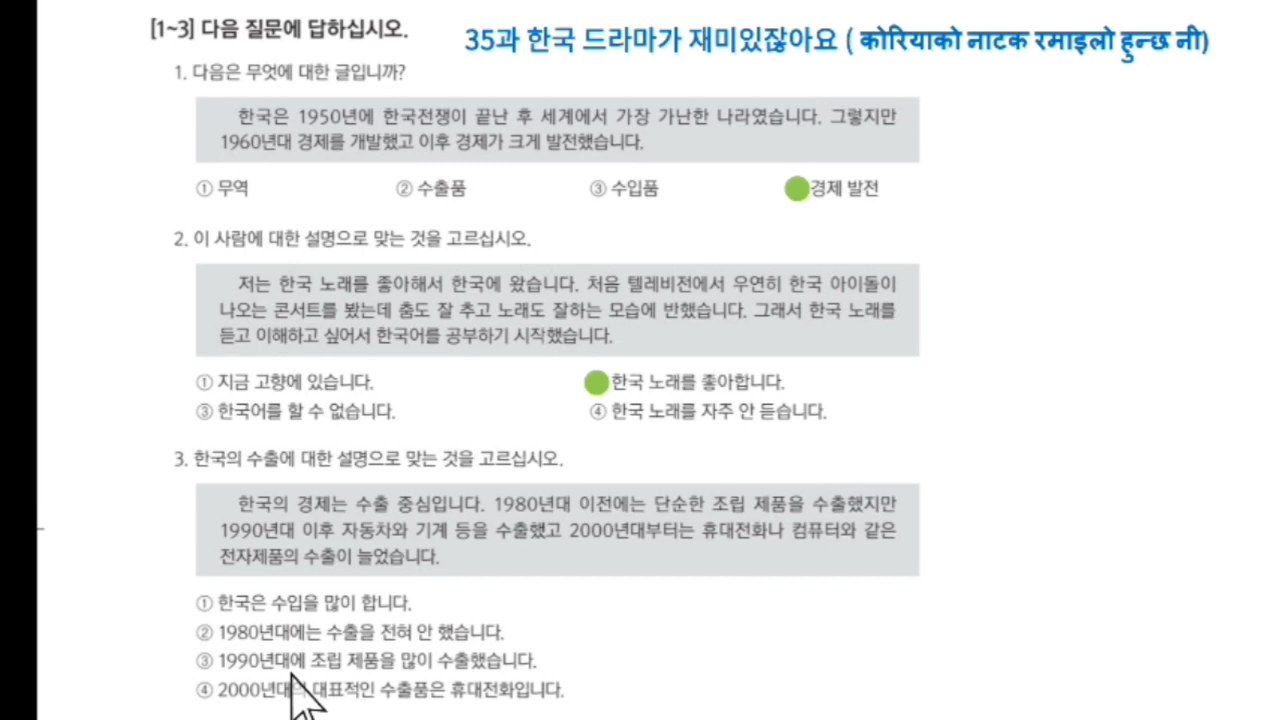 [1~3] 다음 질문에 답하십시오.
35과 한국 드라마가 재미있잖아요 ( कोरियाको नाटक रमाइलो हुन्छ नी)
1. 다음은 무엇에 대한 글입니까?
한국은 1950년에 한국전쟁이 끝난 후 세계에서 가장 가난한 나라였습니다. 그렇지만
1960년대 경제를 개발했고 이후 경제가 크게 발전했습니다.
① 무역 ② 수출품 ③ 수입품 경제 발전
2. 이 사람에 대한 설명으로 맞는 것을 고르십시오.
저는 한국 노래를 좋아해서 한국에 왔습니다. 처음 텔레비전에서 우연히 한국 아이돌이
나오는 콘서트를 봤는데 춤도 잘 추고 노래도 잘하는 모습에 반했습니다. 그래서 한국 노래를
듣고 이해하고 싶어서 한국어를 공부하기 시작했습니다.
① 지금 고향에 있습니다. 한국 노래를 좋아합니다.
③ 한국어를 할 수 없습니다. ④ 한국 노래를 자주 안 듣습니다.
3. 한국의 수출에 대한 설명으로 맞는 것을 고르십시오.
한국의 경제는 수출 중심입니다. 1980년대 이전에는 단순한 조립 제품을 수출했지만
1990년대 이후 자동차와 기계 등을 수출했고 2000년대부터는 휴대전화나 컴퓨터와 같은
전자제품의 수출이 늘었습니다.
① 한국은 수입을 많이 합니다.
② 1980년대에는 수출을 전혀 안 했습니다.
③ 1990년대에 조립 제품을 많이 수출했습니다.
④ 2000년대의 대표적인 수출품은 휴대전화입니다.